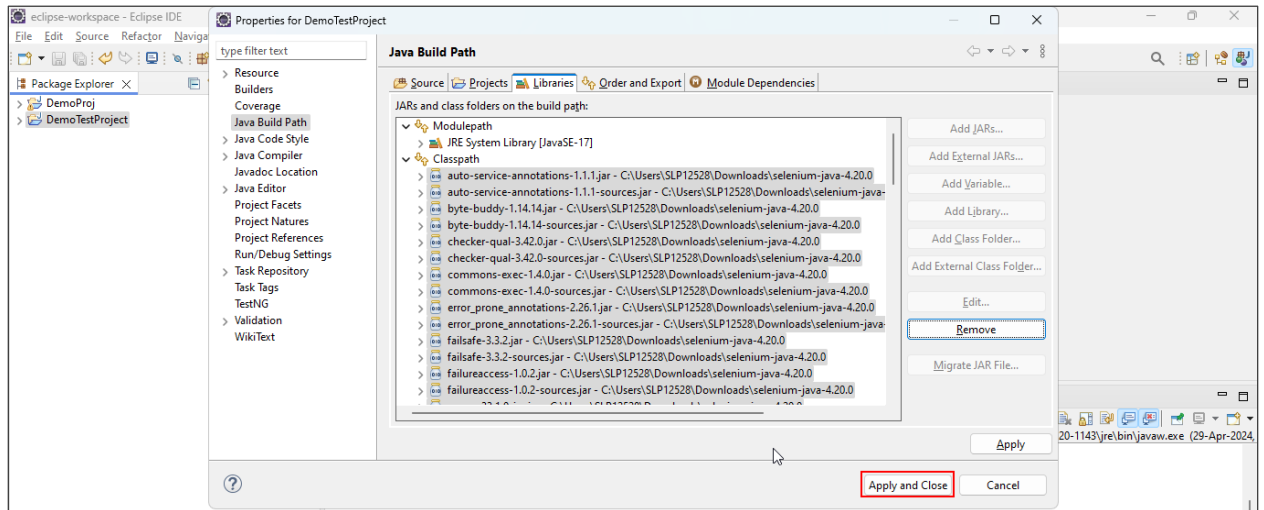 eclipse-workspace - Eclipse IDE
File Edit Source Refactor Naviga
Package Explorer
DemoProj
DemoTestProject
Properties for DemoTestProject
type filter text
Resource
Builders
Coverage
Java Build Path
Java Code Style
Java Compiler
Javadoc Location
Java Editor
Project Facets
Project Natures
Project References
Run/Debug Settings
Task Repository
Task Tags
TestNG
Validation
WikiText
Java Build Path
Source Projects Libraries Order and Export Module Dependencies
JARs and class folders on the build path:
Modulepath
JRE System Library [JavaSE-17]
Classpath
auto-service-annotations-1.1.1.jar - C:\Users\SLP12528\Downloads\selenium-java-4.20.0
auto-service-annotations-1.1.1-sources.jar - C:\Users\SLP12528\Downloads\selenium-java-
byte-buddy-1.14.14.jar - C:\Users\SLP12528\Downloads\selenium-java-4.20.0
byte-buddy-1.14.14-sources.jar - C:\Users\SLP12528\Downloads\selenium-java-4.20.0
checker-qual-3.42.0.jar - C:\Users\SLP12528\Downloads\selenium-java-4.20.0
checker-qual-3.42.0-sources.jar - C:\Users\SLP12528\Downloads\selenium-java-4.20.0
commons-exec-1.4.0.jar - C:\Users\SLP12528\Downloads\selenium-java-4.20.0
commons-exec-1.4.0-sources.jar - C:\Users\SLP12528\Downloads\selenium-java-4.20.0
error_prone_annotations-2.26.1.jar - C:\Users\SLP12528\Downloads\selenium-java-4.20.0
error_prone_annotations-2.26.1-sources.jar - C:\Users\SLP12528\Downloads\selenium-java-
failsafe-3.3.2.jar - C:\Users\SLP12528\Downloads\selenium-java-4.20.0
failsafe-3.3.2-sources.jar - C:\Users\SLP12528\Downloads\selenium-java-4.20.0
failureaccess-1.0.2.jar - C:\Users\SLP12528\Downloads\selenium-java-4.20.0
failureaccess-1.0.2-sources.jar - C:\Users\SLP12528\Downloads\selenium-java-4.20.0
Add JARs...
Add External JARs...
Add Variable...
Add Library...
Add Class Folder...
Add External Class Folder...
Edit...
Remove
Migrate JAR File...
Apply
Apply and Close
Cancel
20-1143\jre\bin\javaw.exe (29-Apr-2024,